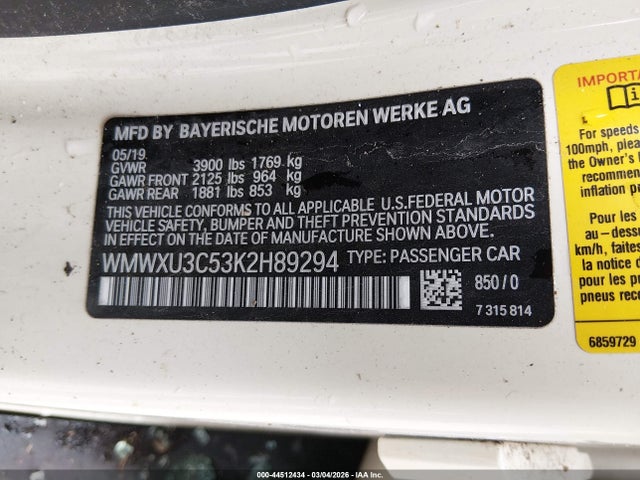 MFD BY BAYERISCHE MOTOREN WERKE AG
05/19
GVWR 3900 lbs 1769 kg
GAWR FRONT 2125 lbs 964 kg
GAWR REAR 1881 lbs 853 kg
THIS VEHICLE CONFORMS TO ALL APPLICABLE U.S.FEDERAL MOTOR
VEHICLE SAFETY, BUMPER AND THEFT PREVENTION STANDARDS
IN EFFECT ON THE DATE OF MANUFACTURE SHOWN ABOVE.
WMWXU3C53K2H89294 TYPE: PASSENGER CAR
850/0
7 315 814
IMPORTA
For speeds
100mph, plea
the Owner's
recommen
inflation p
Pour les
au-dessu
km/h, faire
la notice d
pour les p
pneus rec
6859729
000-44512434 | 03/04/2026 - IAA Inc.